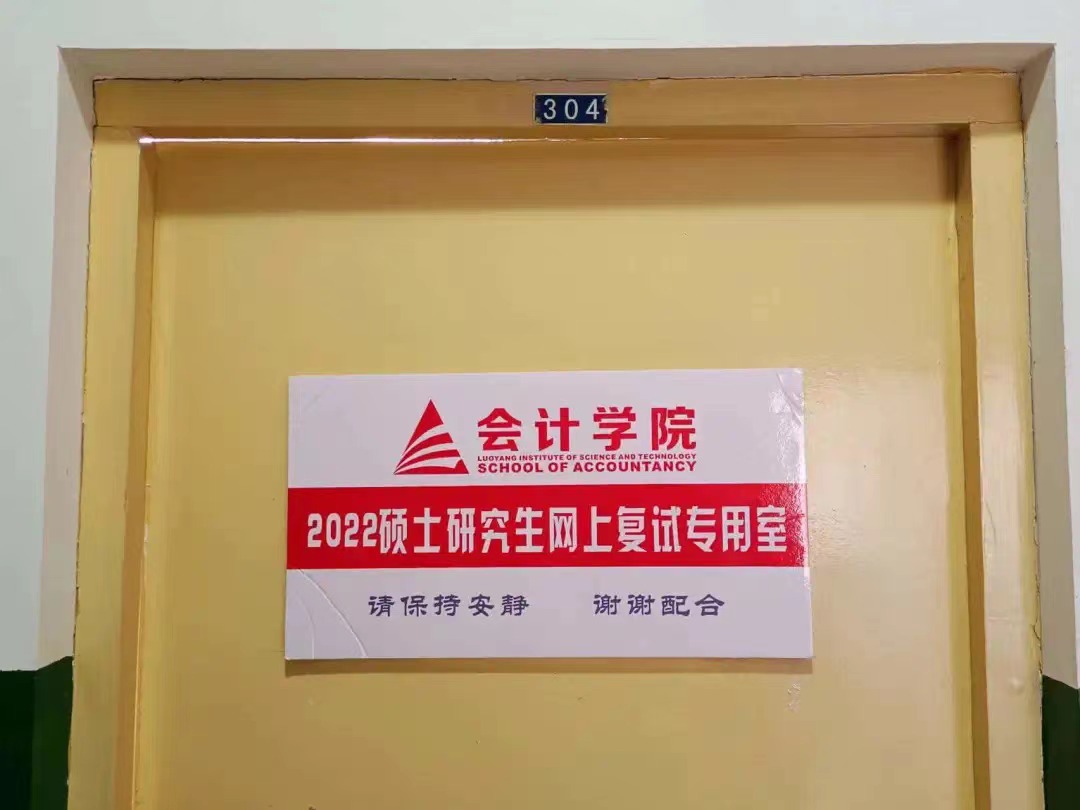 304
会计学院
LUOYANG INSTITUTE OF SCIENCE AND TECHNOLOGY
SCHOOL OF ACCOUNTANCY
2022硕士研究生网上复试专用室
请保持安静 谢谢配合